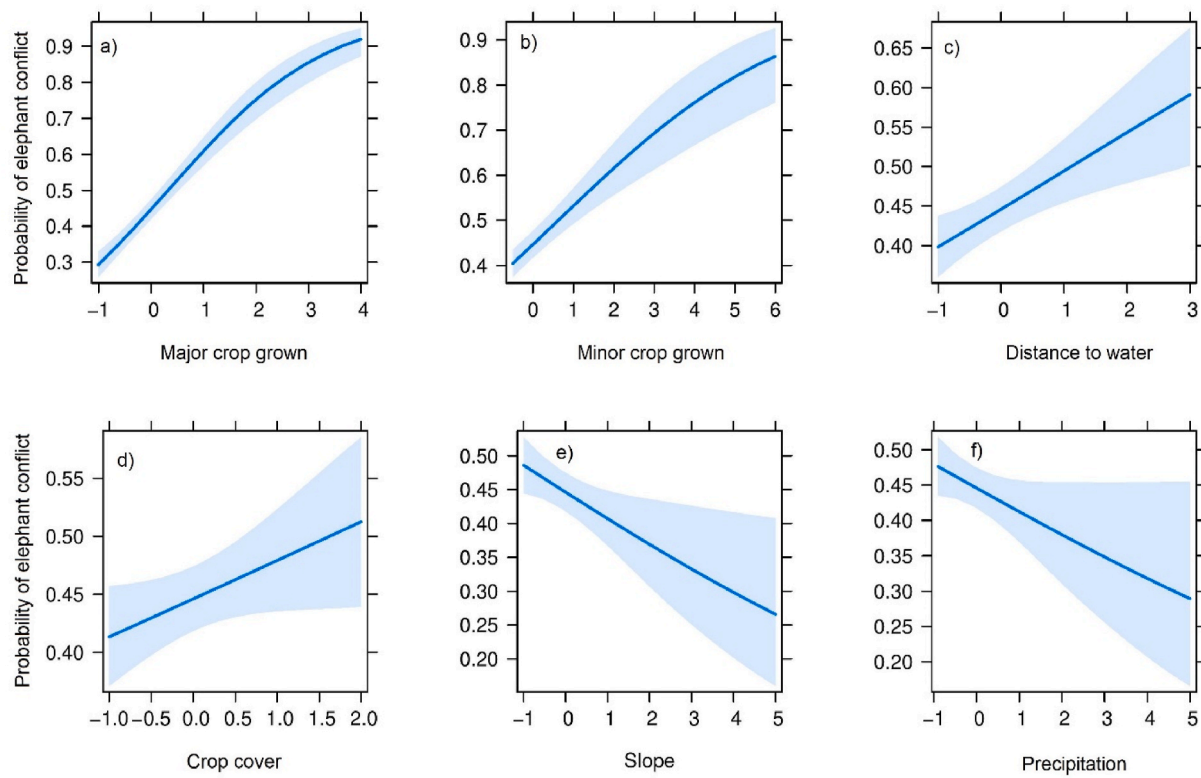 Probability of elephant conflict
a)
0.9
0.8
0.7
0.6
0.5
0.4
0.3
−1 0 1 2 3 4
Major crop grown
b)
0.9
0.8
0.7
0.6
0.5
0.4
0 1 2 3 4 5 6
Minor crop grown
c)
0.65
0.60
0.55
0.50
0.45
0.40
−1 0 1 2 3
Distance to water
Probability of elephant conflict
d)
0.55
0.50
0.45
0.40
−1.0 −0.5 0.0 0.5 1.0 1.5 2.0
Crop cover
e)
0.50
0.45
0.40
0.35
0.30
0.25
0.20
−1 0 1 2 3 4 5
Slope
f)
0.50
0.45
0.40
0.35
0.30
0.25
0.20
−1 0 1 2 3 4 5
Precipitation